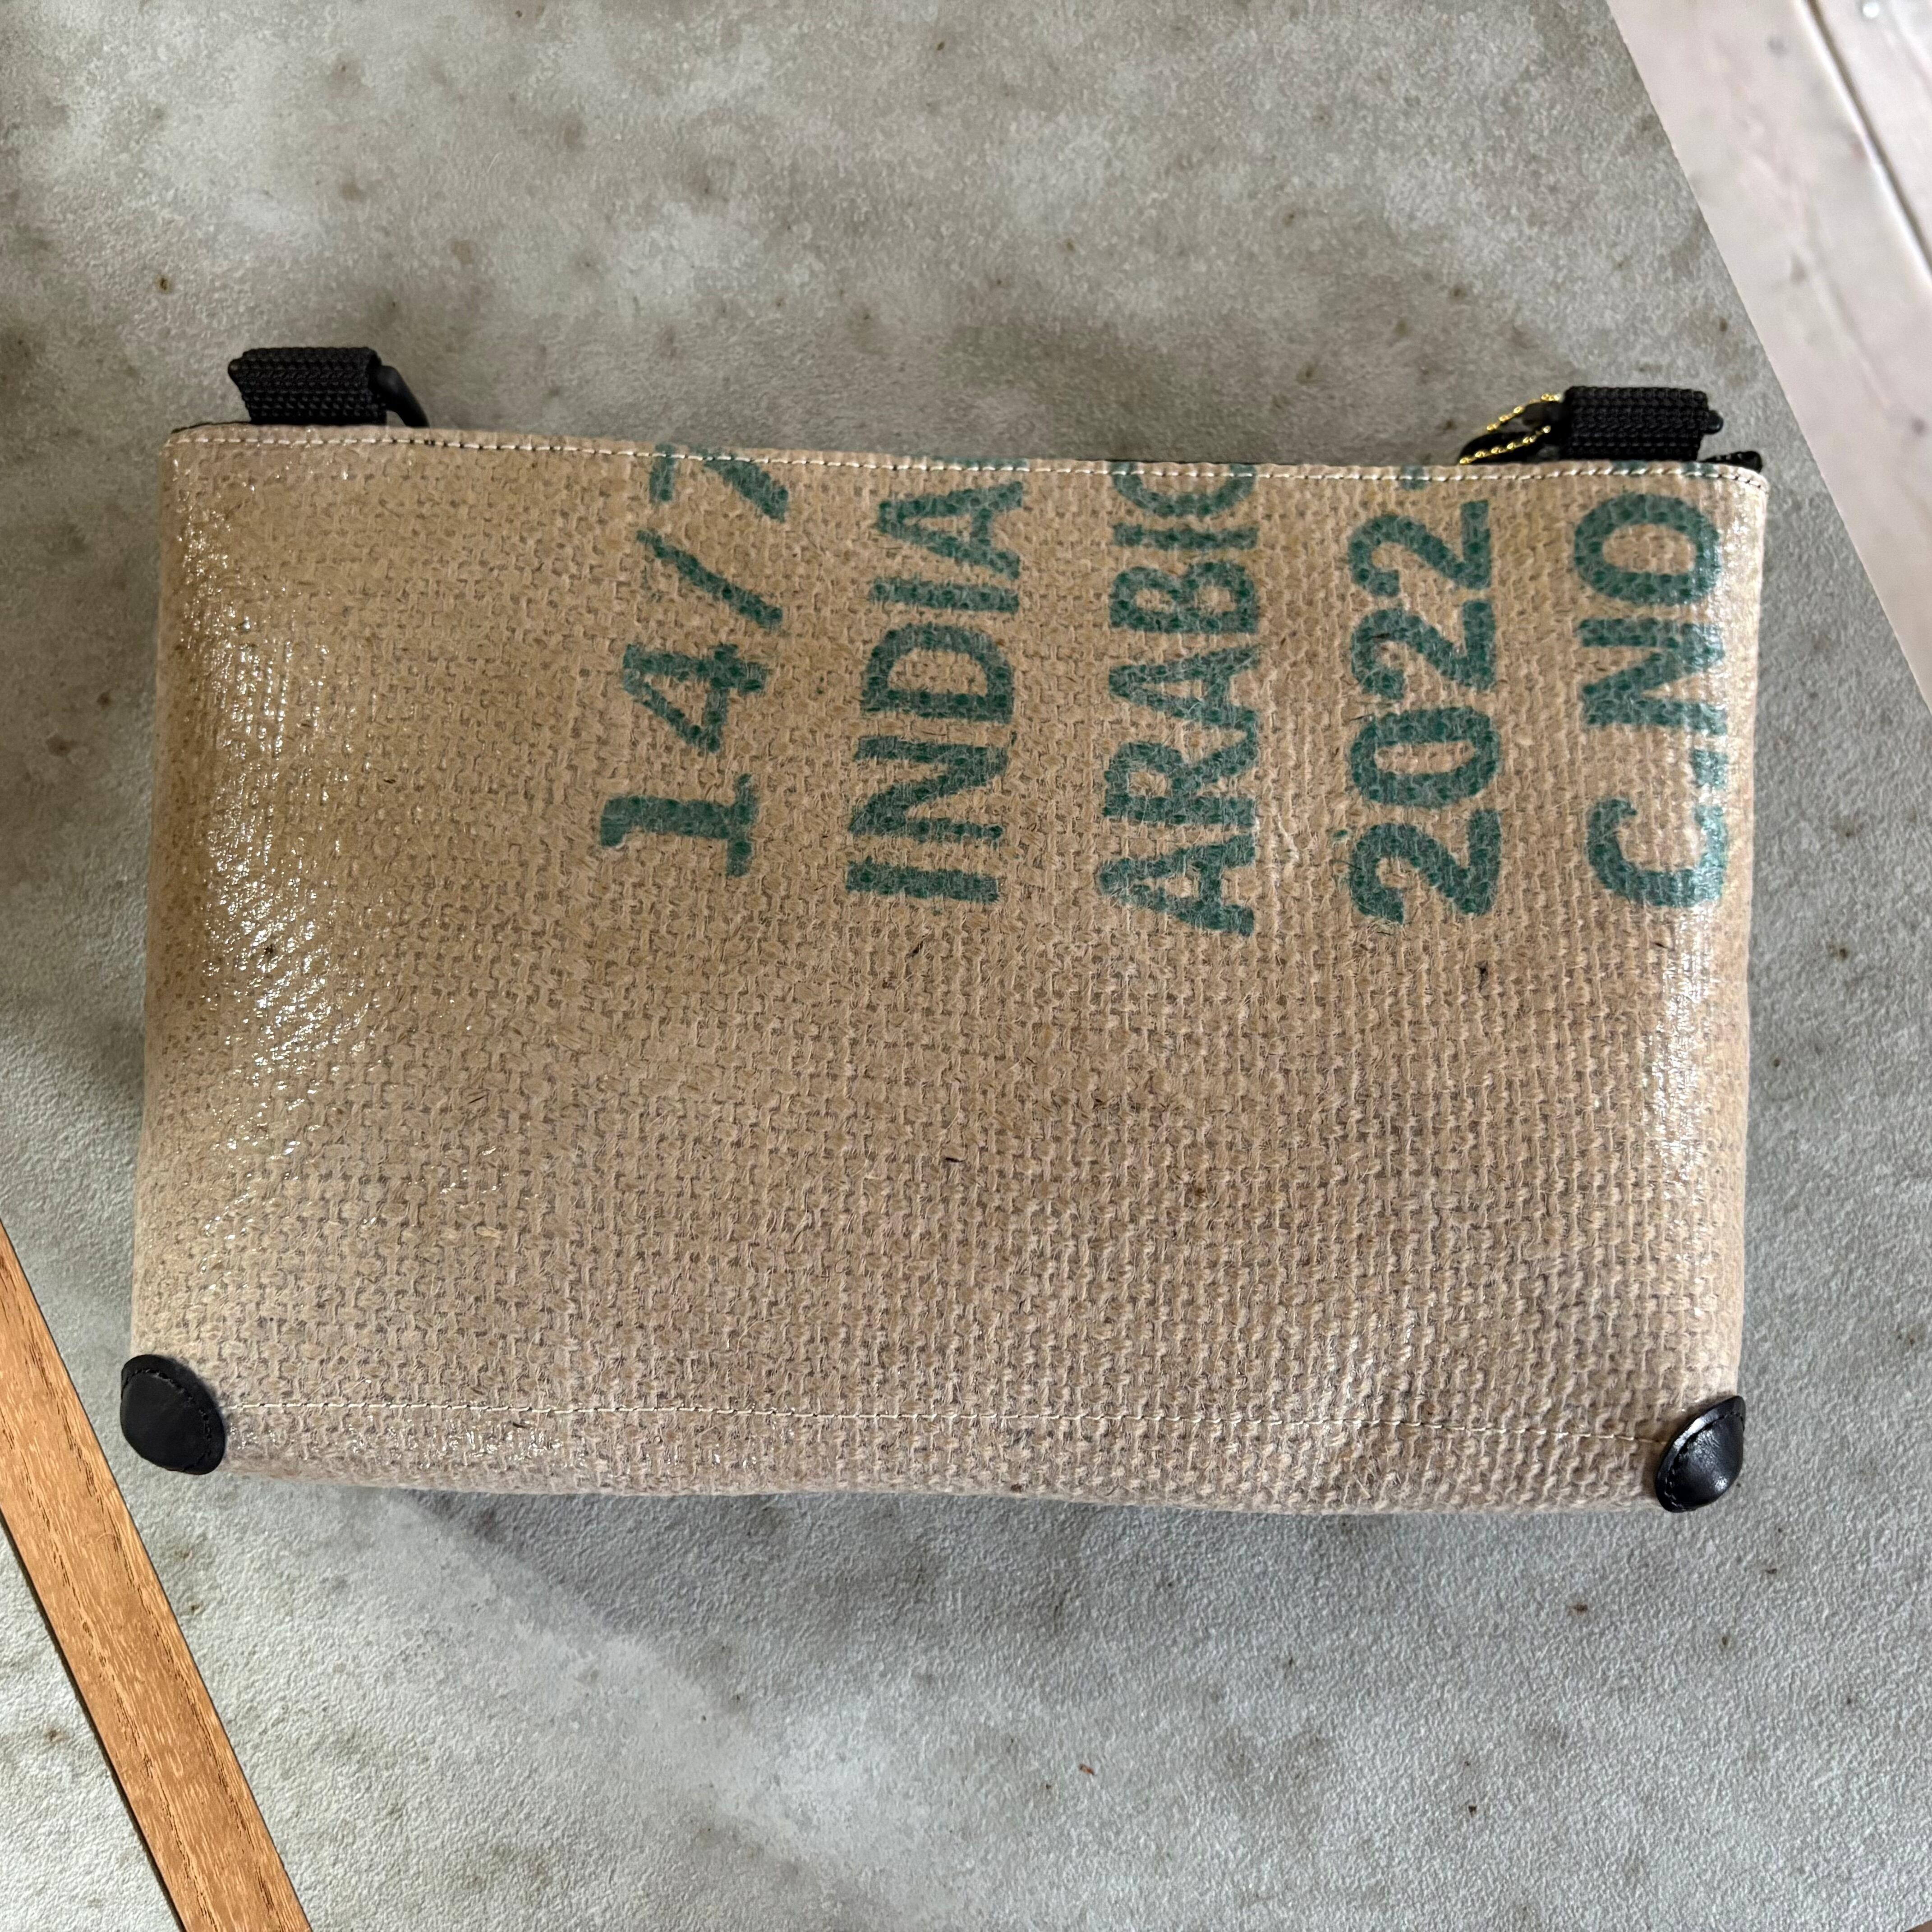 14/7
INDIA
ARABIC
2022
C.NO